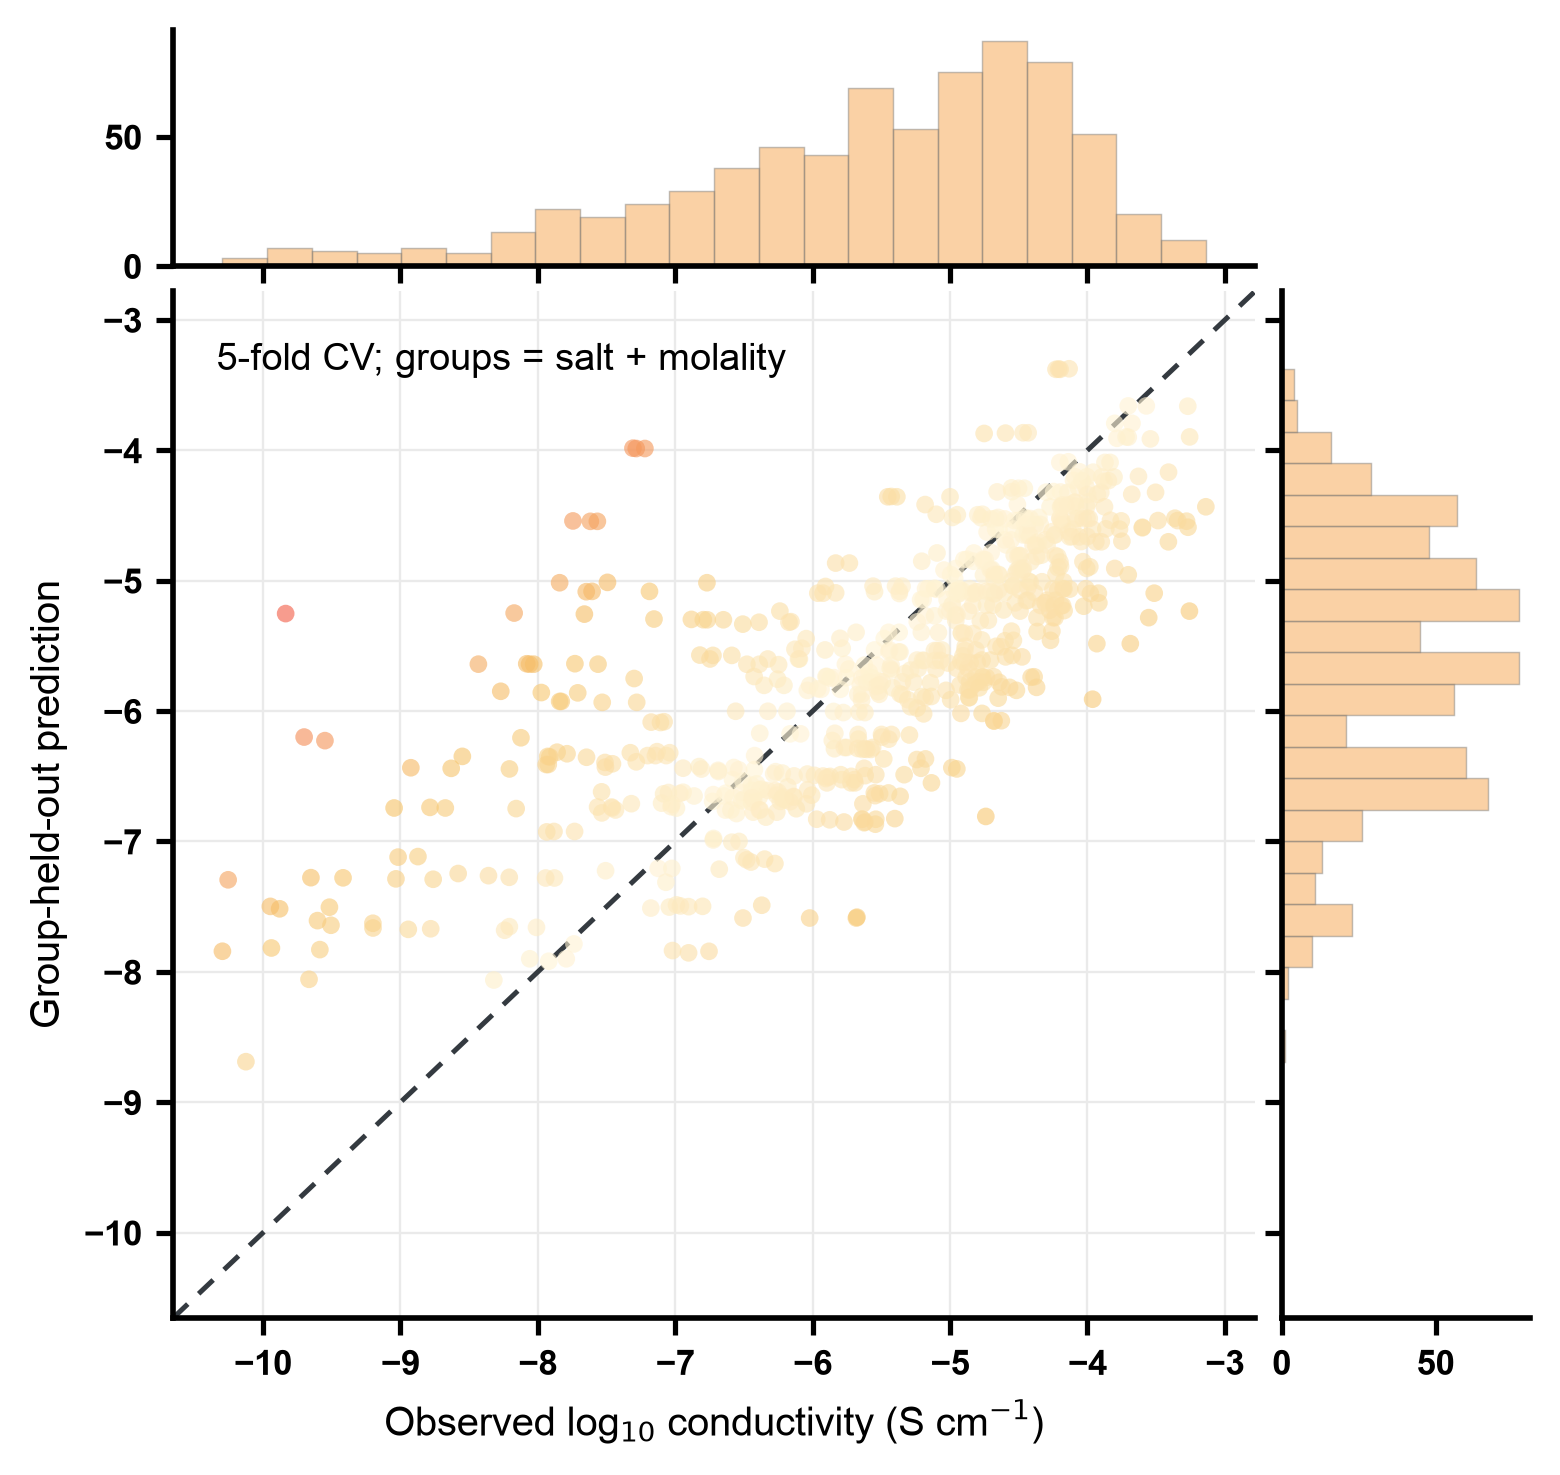 50
0
−3
5-fold CV; groups = salt + molality
−4
−5
−6
−7
−8
−9
−10
Group-held-out prediction
−10 −9 −8 −7 −6 −5 −4 −3 0 50
Observed log₁₀ conductivity (S cm⁻¹)